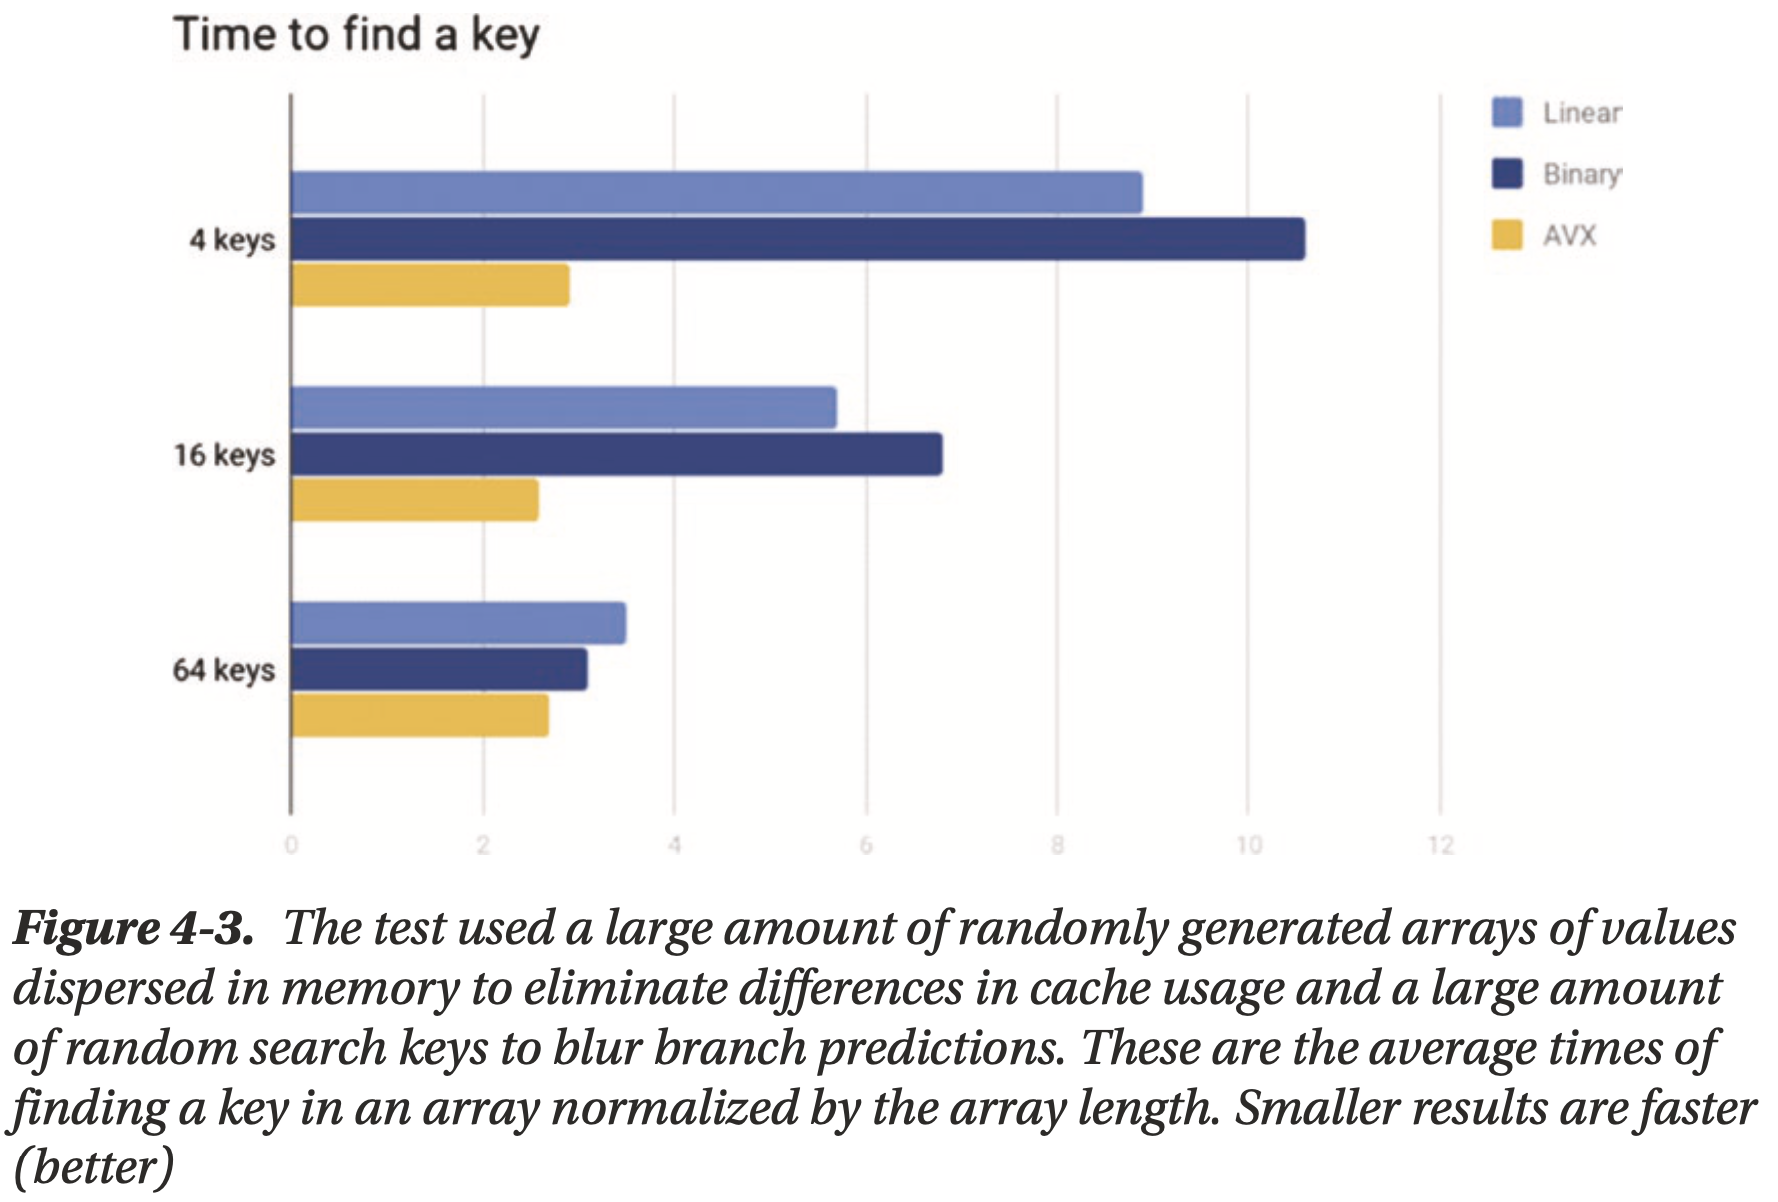 Time to find a key
Linear
Binary
AVX
4 keys
16 keys
64 keys
0 2 4 6 8 10 12
Figure 4-3. The test used a large amount of randomly generated arrays of values
dispersed in memory to eliminate differences in cache usage and a large amount
of random search keys to blur branch predictions. These are the average times of
finding a key in an array normalized by the array length. Smaller results are faster
(better)